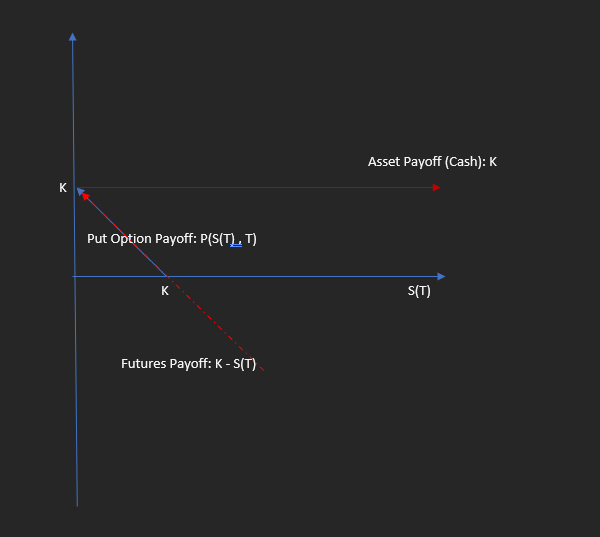 Asset Payoff (Cash): K
K
Put Option Payoff: P(S(T) , T)
K
S(T)
Futures Payoff: K - S(T)